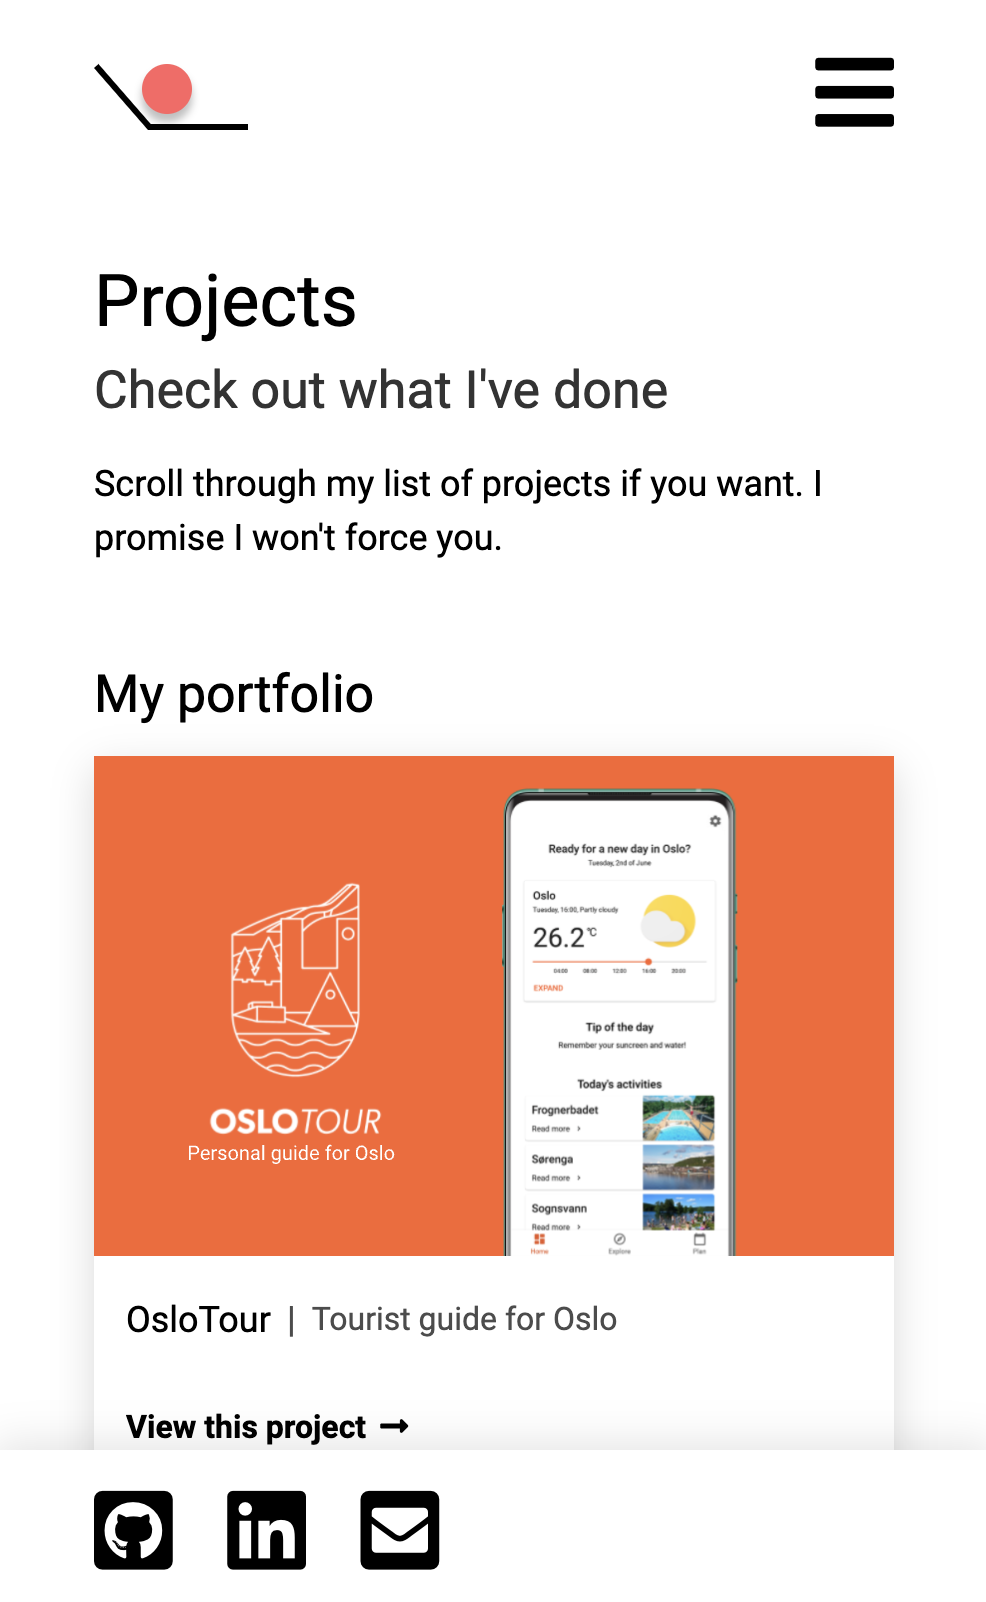 Projects
Check out what I've done
Scroll through my list of projects if you want. I
promise I won't force you.
My portfolio
Ready for a new day in Oslo?
Tuesday, 2nd of June
Oslo
Tuesday, 16:00, Partly cloudy
26.2°C
04:00 08:00 12:00 16:00 20:00
EXPAND
Tip of the day
Remember your suncreen and water!
Today's activities
Frognerbadet
Read more >
Sørenga
Read more >
Sognsvann
Read more >
Home Explore Plan
OSLOTOUR
Personal guide for Oslo
OsloTour | Tourist guide for Oslo
View this project →
in